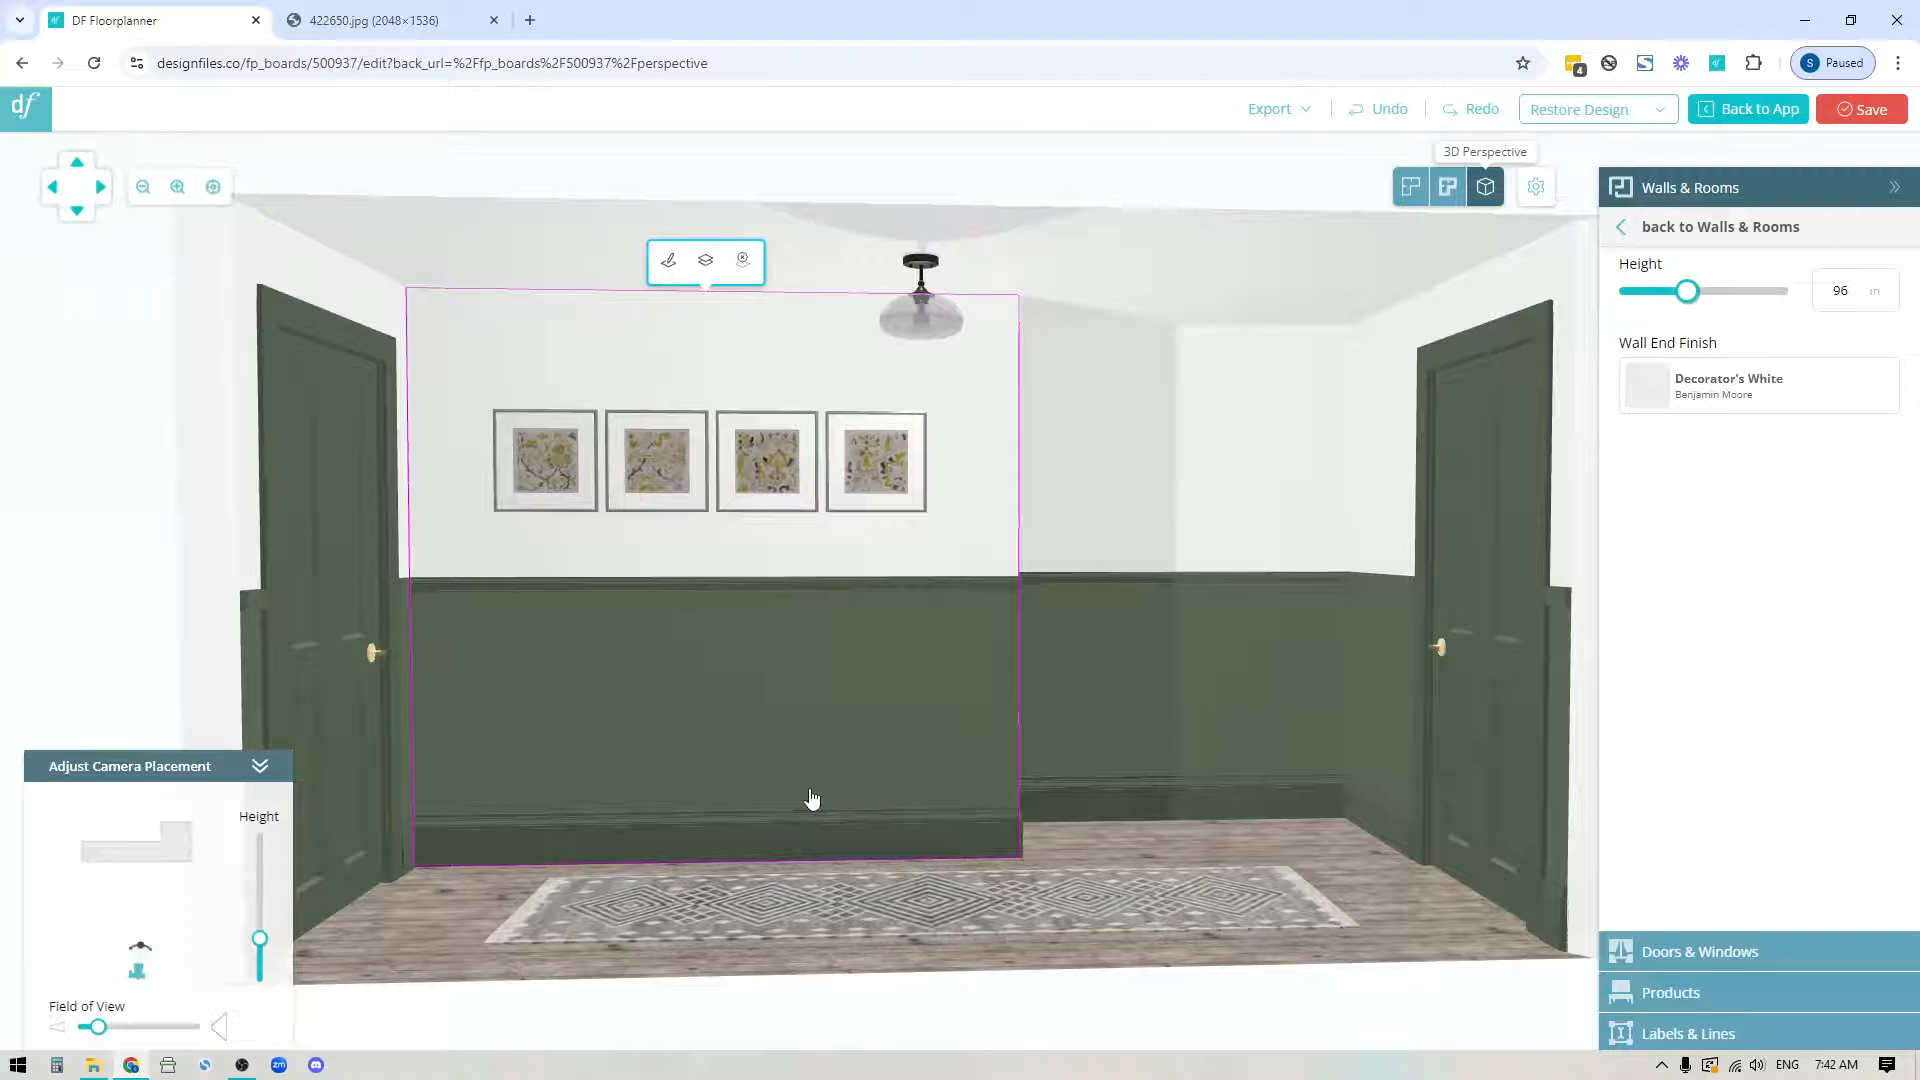 DF Floorplanner
422650.jpg (2048×1536)
designfiles.co/fp_boards/500937/edit?back_url=%2Ffp_boards%2F500937%2Fperspective
4
S Paused
df
Export
Undo
Redo
Restore Design
Back to App
Save
3D Perspective
Walls & Rooms
back to Walls & Rooms
Height
96 in
Wall End Finish
Decorator's White
Benjamin Moore
Adjust Camera Placement
Height
Field of View
Doors & Windows
Products
Labels & Lines
zm
ENG
7:42 AM